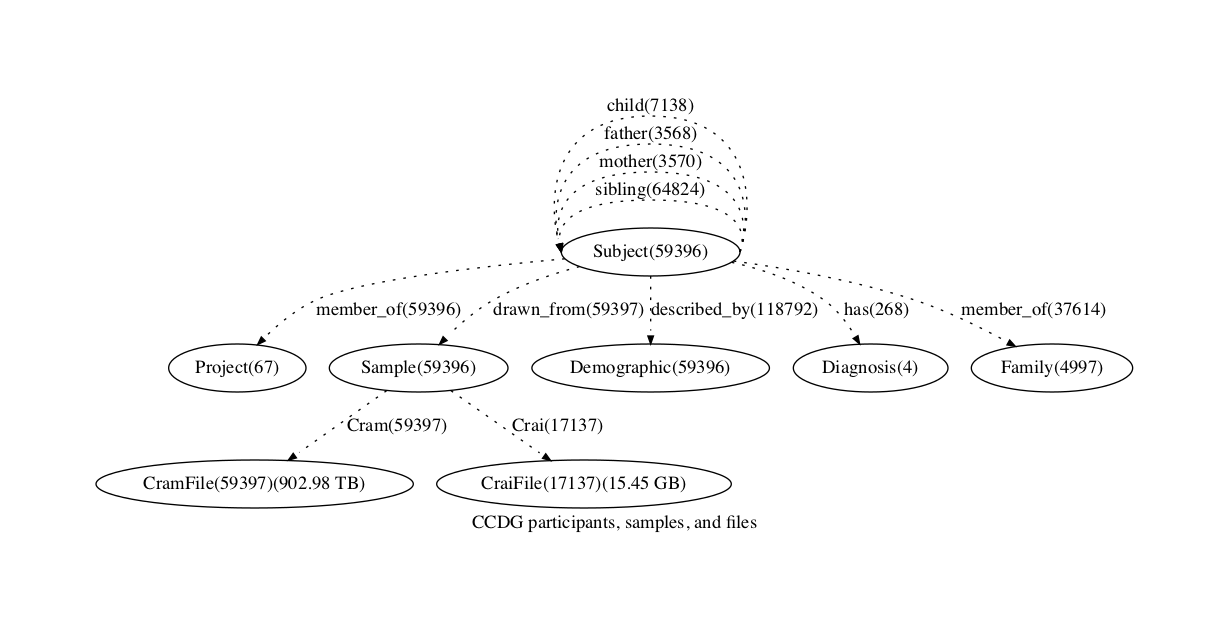 child(7138)
father(3568)
mother(3570)
sibling(64824)
Subject(59396)
member_of(59396)
drawn_from(59397)
described_by(118792)
has(268)
member_of(37614)
Project(67)
Sample(59396)
Demographic(59396)
Diagnosis(4)
Family(4997)
Cram(59397)
Crai(17137)
CramFile(59397)(902.98 TB)
CraiFile(17137)(15.45 GB)
CCDG participants, samples, and files